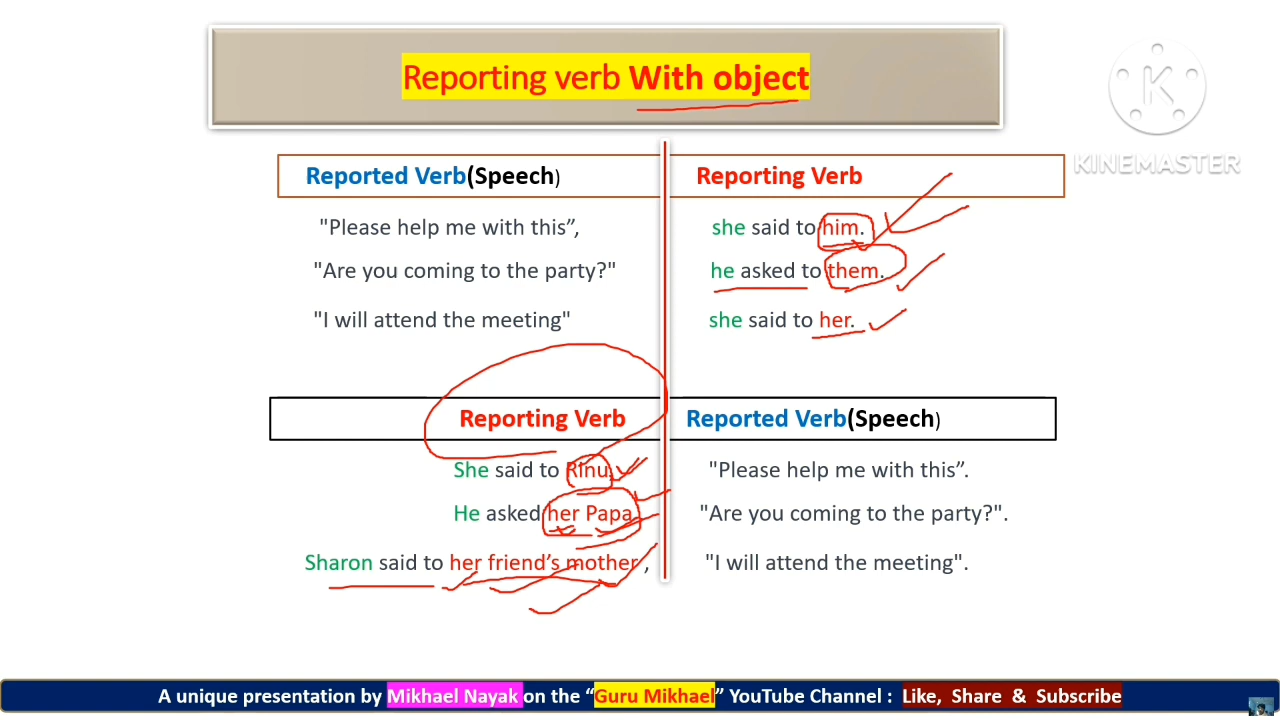 Reporting verb With object
K
KINEMASTER
Reported Verb(Speech) Reporting Verb
"Please help me with this”, she said to him.
"Are you coming to the party?" he asked to them.
"I will attend the meeting" she said to her.
Reporting Verb Reported Verb(Speech)
She said to Rinu. "Please help me with this”.
He asked her Papa "Are you coming to the party?".
Sharon said to her friend’s mother , "I will attend the meeting".
A unique presentation by Mikhael Nayak on the “Guru Mikhael” YouTube Channel : Like, Share & Subscribe